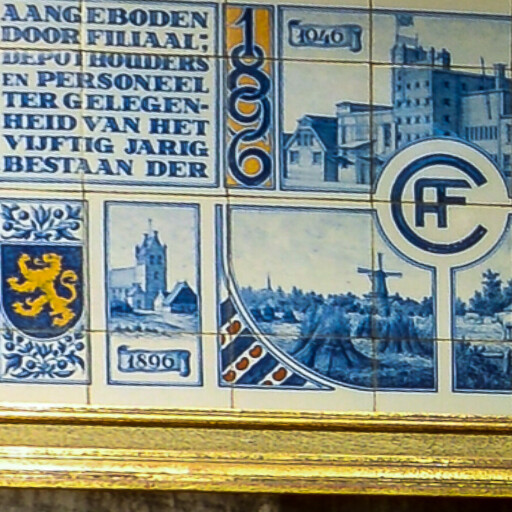 AANGEBODEN
DOOR FILIAAL;
DEPOTHOUDERS
EN PERSONEEL
TER GELEGEN-
HEID VAN HET
VIJFTIG JARIG
BESTAAN DER
1896
1946
CAF
1896